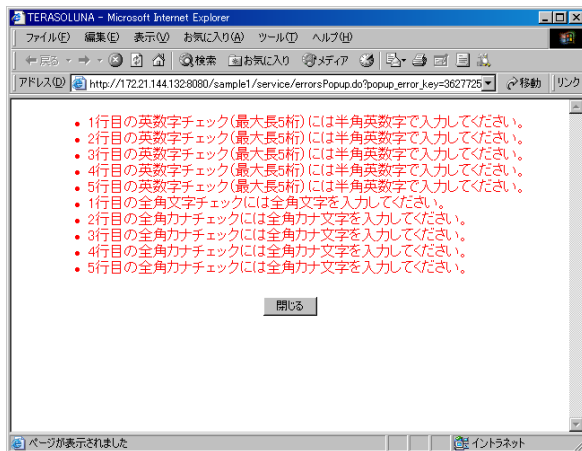 TERASOLUNA - Microsoft Internet Explorer
ファイル(F) 編集(E) 表示(V) お気に入り(A) ツール(T) ヘルプ(H)
戻る 検索 お気に入り メディア
アドレス(D) http://172.21.144.132:8080/sample1/service/errorsPopup.do?popup_error_key=3627725 移動 リンク
• 1行目の英数字チェック(最大長5桁)には半角英数字で入力してください。
• 2行目の英数字チェック(最大長5桁)には半角英数字で入力してください。
• 3行目の英数字チェック(最大長5桁)には半角英数字で入力してください。
• 4行目の英数字チェック(最大長5桁)には半角英数字で入力してください。
• 5行目の英数字チェック(最大長5桁)には半角英数字で入力してください。
• 1行目の全角文字チェックには全角文字を入力してください。
• 2行目の全角カナチェックには全角カナ文字を入力してください。
• 3行目の全角カナチェックには全角カナ文字を入力してください。
• 4行目の全角カナチェックには全角カナ文字を入力してください。
• 5行目の全角カナチェックには全角カナ文字を入力してください。
閉じる
ページが表示されました イントラネット